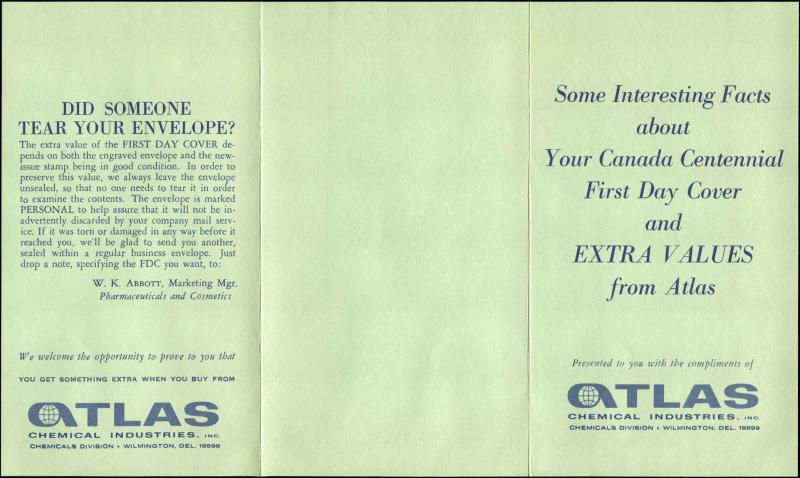 DID SOMEONE
TEAR YOUR ENVELOPE?
The extra value of the FIRST DAY COVER de-
pends on both the engraved envelope and the new-
issue stamp being in good condition. In order to
preserve this value, we always leave the envelope
unsealed, so that no one needs to tear it in order
to examine the contents. The envelope is marked
PERSONAL to help assure that it will not be in-
advertently discarded by your company mail serv-
ice. If it was torn or damaged in any way before it
reached you, we'll be glad to send you another,
sealed within a regular business envelope. Just
drop a note, specifying the FDC you want, to:
W. K. ABBOTT, Marketing Mgr.
Pharmaceuticals and Cosmetics
We welcome the opportunity to prove to you that
YOU GET SOMETHING EXTRA WHEN YOU BUY FROM
ATLAS
CHEMICAL INDUSTRIES, INC.
CHEMICALS DIVISION • WILMINGTON, DEL. 19899
Some Interesting Facts
about
Your Canada Centennial
First Day Cover
and
EXTRA VALUES
from Atlas
Presented to you with the compliments of
ATLAS
CHEMICAL INDUSTRIES, INC.
CHEMICALS DIVISION • WILMINGTON, DEL. 19899